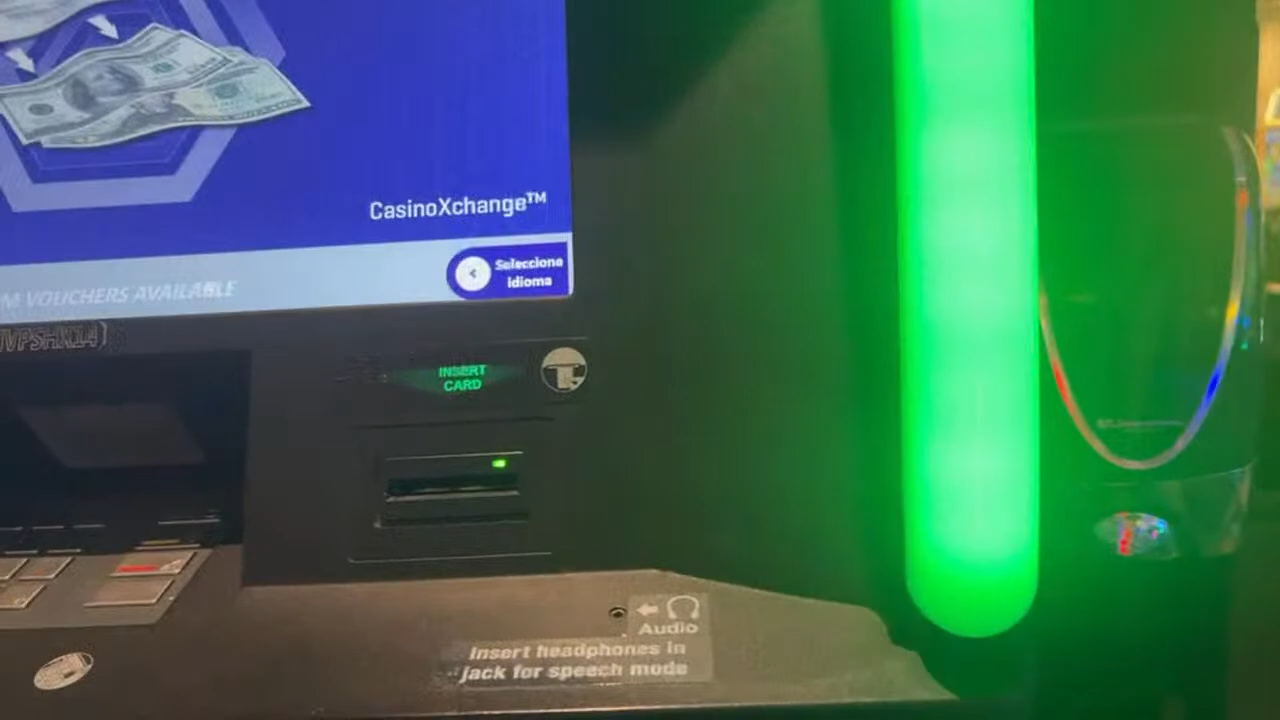 CasinoXchange™
VOUCHERS AVAILABLE
Selecciona
idioma
INSERT
CARD
Audio
Insert headphones in
jack for speech mode